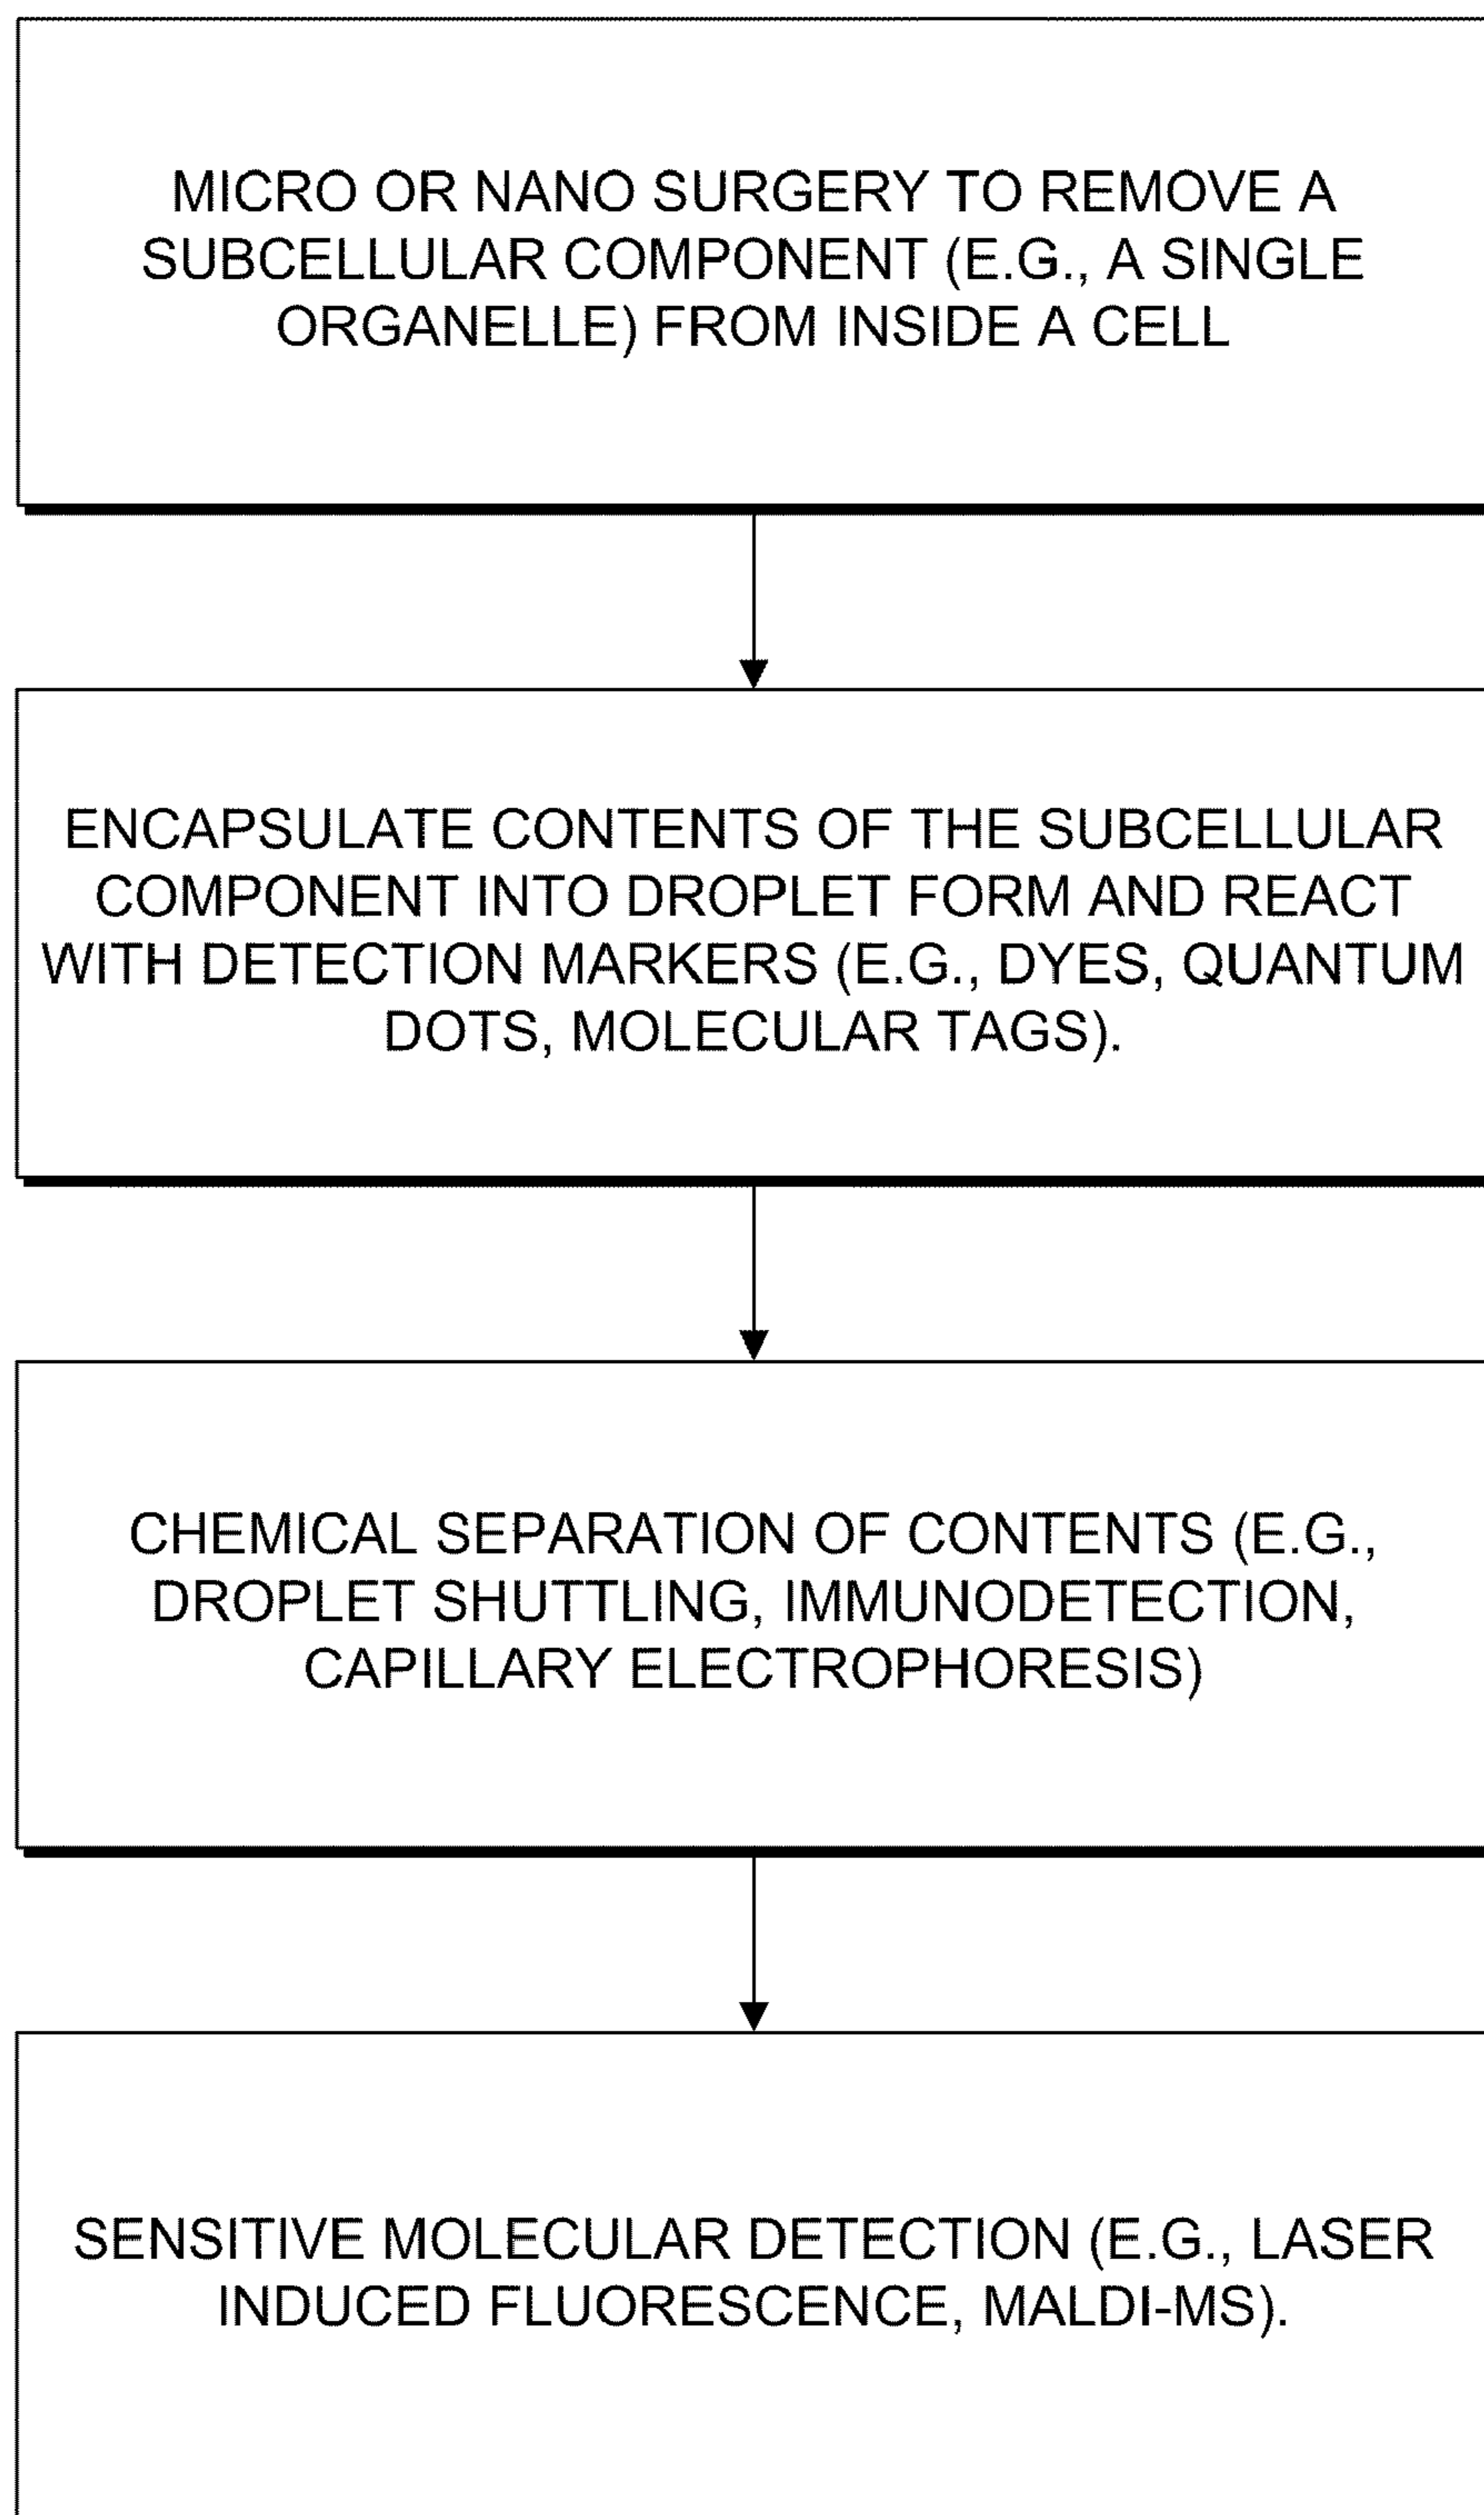 MICRO OR NANO SURGERY TO REMOVE A
SUBCELLULAR COMPONENT (E.G., A SINGLE
ORGANELLE) FROM INSIDE A CELL
ENCAPSULATE CONTENTS OF THE SUBCELLULAR
COMPONENT INTO DROPLET FORM AND REACT
WITH DETECTION MARKERS (E.G., DYES, QUANTUM
DOTS, MOLECULAR TAGS).
CHEMICAL SEPARATION OF CONTENTS (E.G.,
DROPLET SHUTTLING, IMMUNODETECTION,
CAPILLARY ELECTROPHORESIS)
SENSITIVE MOLECULAR DETECTION (E.G., LASER
INDUCED FLUORESCENCE, MALDI-MS).